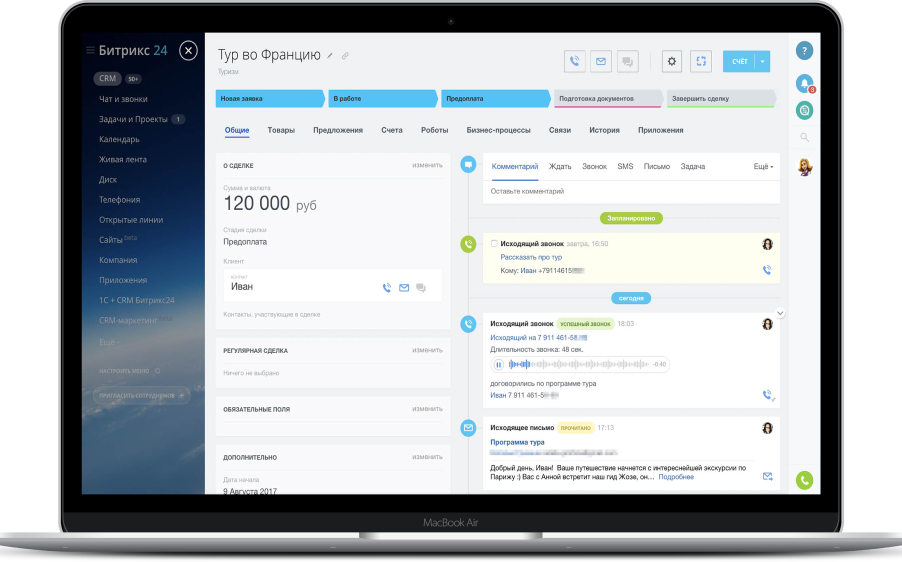 Битрикс 24
CRM 50+
Чат и звонки
Задачи и Проекты 1
Календарь
Живая лента
Диск
Телефония
Открытые линии
Сайты beta
Компания
Приложения
1С + CRM Битрикс24
CRM-маркетинг beta
Ещё -
НАСТРОИТЬ МЕНЮ
ПРИГЛАСИТЬ СОТРУДНИКОВ +
Тур во Францию
Туризм
СЧЁТ
Новая заявка
В работе
Предоплата
Подготовка документов
Завершить сделку
Общие Товары Предложения Счета Роботы Бизнес-процессы Связи История Приложения
О СДЕЛКЕ изменить
Сумма и валюта
120 000 руб
Стадия сделки
Предоплата
Клиент
контакт
Иван
Контакты, участвующие в сделке
РЕГУЛЯРНАЯ СДЕЛКА изменить
Ничего не выбрано
ОБЯЗАТЕЛЬНЫЕ ПОЛЯ изменить
ДОПОЛНИТЕЛЬНО изменить
Дата начала
9 Августа 2017
Комментарий Ждать Звонок SMS Письмо Задача Ещё
Оставьте комментарий
Запланировано
Исходящий звонок завтра, 16:50
Рассказать про тур
Кому: Иван +79114615
сегодня
Исходящий звонок УСПЕШНЫЙ ЗВОНОК 18:03
Исходящий на 7 911 461-58
Длительность звонка: 48 сек.
-0:40
договорились по программе тура
Иван 7 911 461-5
Исходящее письмо ПРОЧИТАНО 17:13
Программа тура
Добрый день, Иван! Ваше путешествие начнется с интереснейшей экскурсии по
Парижу :) Вас с Анной встретит наш гид Жозе, он... Подробнее
?
3
MacBook Air